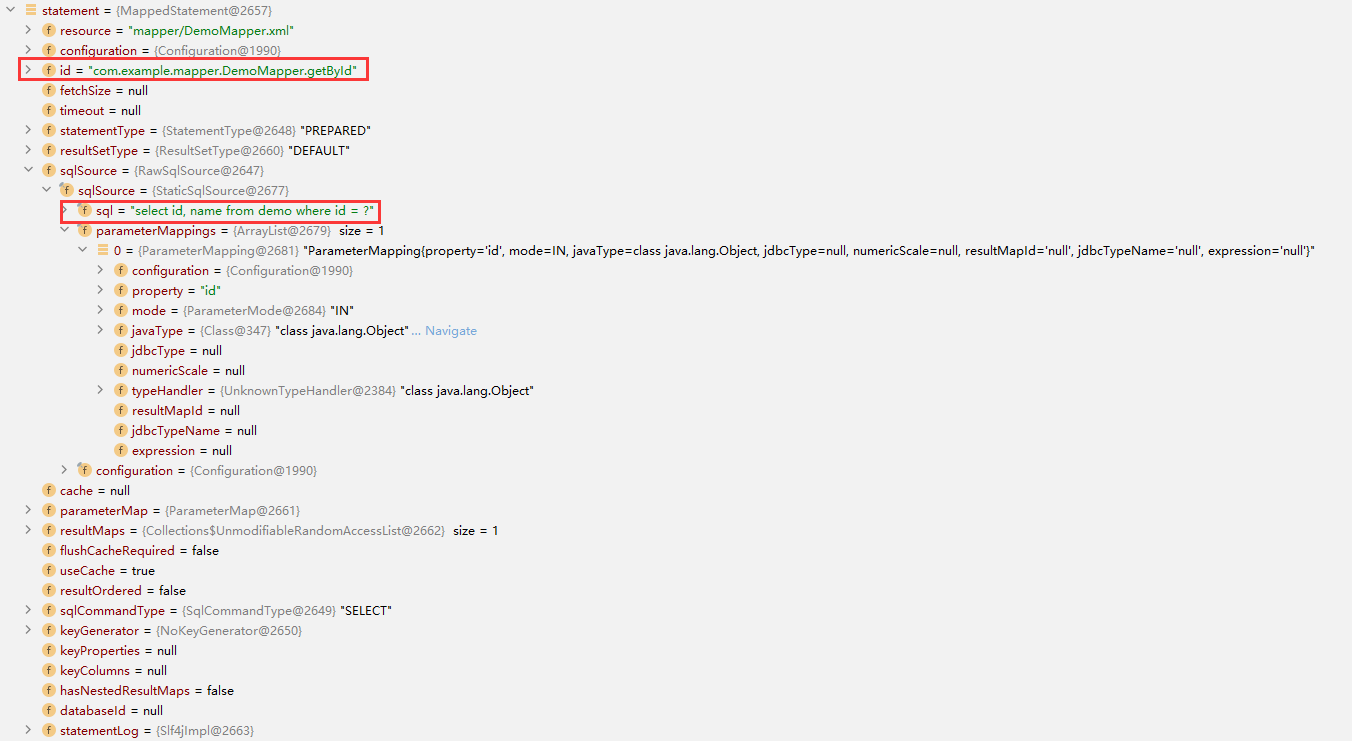 statement = {MappedStatement@2657}
f resource = "mapper/DemoMapper.xml"
f configuration = {Configuration@1990}
f id = "com.example.mapper.DemoMapper.getById"
f fetchSize = null
f timeout = null
f statementType = {StatementType@2648} "PREPARED"
f resultSetType = {ResultSetType@2660} "DEFAULT"
f sqlSource = {RawSqlSource@2647}
f sqlSource = {StaticSqlSource@2677}
f sql = "select id, name from demo where id = ?"
f parameterMappings = {ArrayList@2679} size = 1
0 = {ParameterMapping@2681} "ParameterMapping{property='id', mode=IN, javaType=class java.lang.Object, jdbcType=null, numericScale=null, resultMapId='null', jdbcTypeName='null', expression='null'}"
f configuration = {Configuration@1990}
f property = "id"
f mode = {ParameterMode@2684} "IN"
f javaType = {Class@347} "class java.lang.Object" ... Navigate
f jdbcType = null
f numericScale = null
f typeHandler = {UnknownTypeHandler@2384} "class java.lang.Object"
f resultMapId = null
f jdbcTypeName = null
f expression = null
f configuration = {Configuration@1990}
f cache = null
f parameterMap = {ParameterMap@2661}
f resultMaps = {Collections$UnmodifiableRandomAccessList@2662} size = 1
f flushCacheRequired = false
f useCache = true
f resultOrdered = false
f sqlCommandType = {SqlCommandType@2649} "SELECT"
f keyGenerator = {NoKeyGenerator@2650}
f keyProperties = null
f keyColumns = null
f hasNestedResultMaps = false
f databaseId = null
f statementLog = {Slf4jImpl@2663}